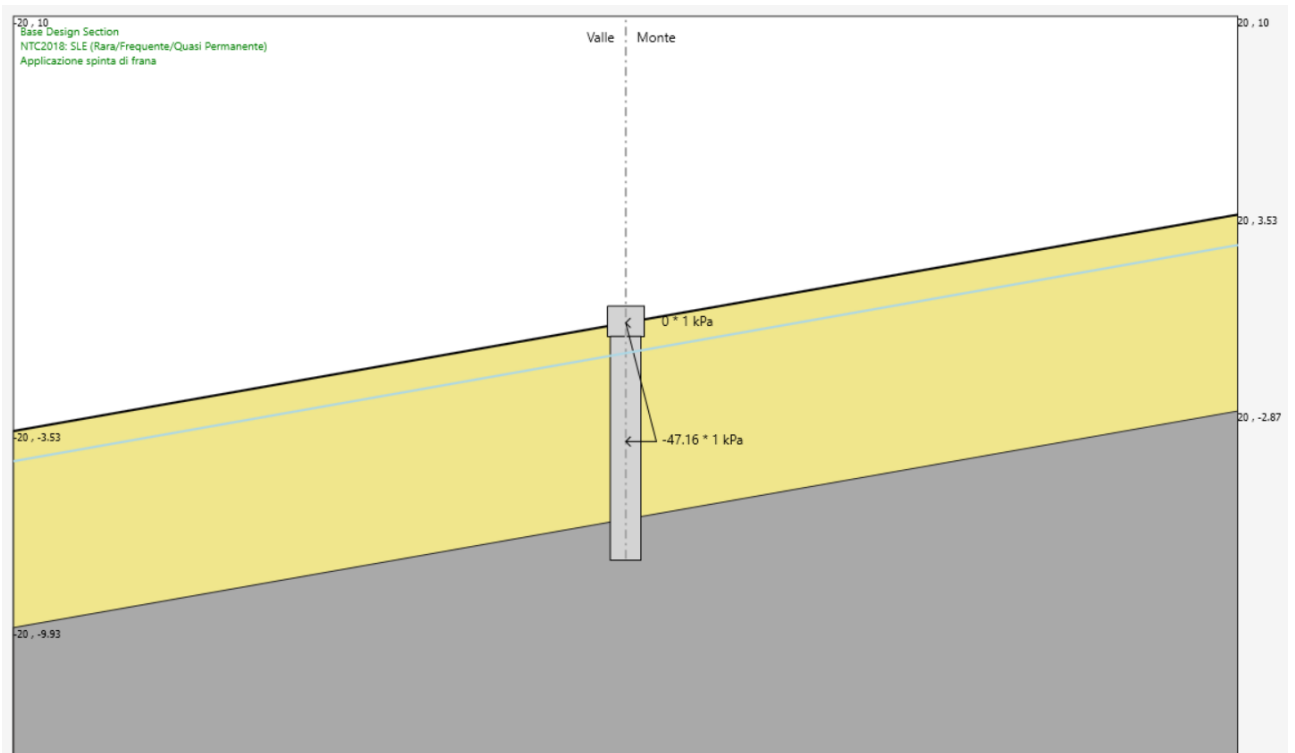 -20 , 10
20 , 10
Base Design Section
NTC2018: SLE (Rara/Frequente/Quasi Permanente)
Applicazione spinta di frana
Valle
Monte
20 , 3.53
0 * 1 kPa
20 , -2.87
-20 , -3.53
-47.16 * 1 kPa
-20 , -9.93